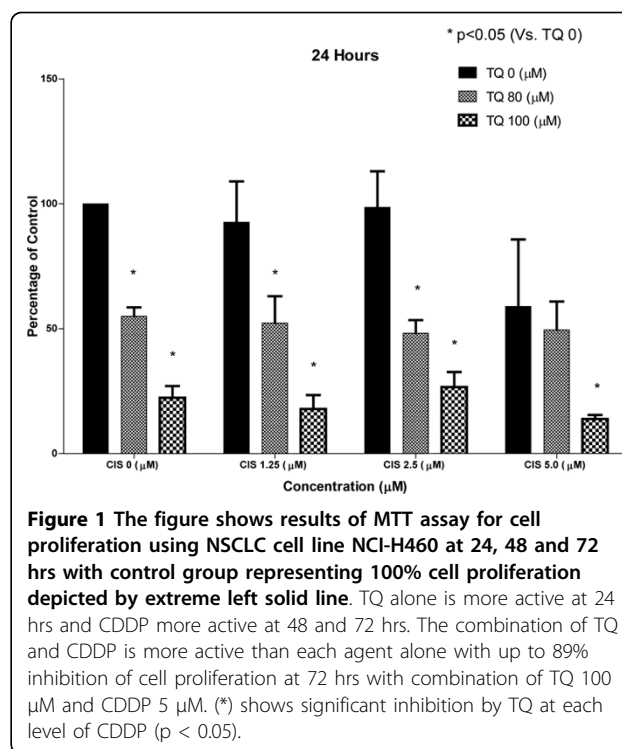 * p<0.05 (Vs. TQ 0)
24 Hours
TQ 0 (μM)
TQ 80 (μM)
TQ 100 (μM)
Percentage of Control
150
100
50
0
*
*
*
*
*
*
*
CIS 0 (μM)
CIS 1.25 (μM)
CIS 2.5 (μM)
CIS 5.0 (μM)
Concentration (μM)
Figure 1 The figure shows results of MTT assay for cell
proliferation using NSCLC cell line NCI-H460 at 24, 48 and 72
hrs with control group representing 100% cell proliferation
depicted by extreme left solid line. TQ alone is more active at 24
hrs and CDDP more active at 48 and 72 hrs. The combination of TQ
and CDDP is more active than each agent alone with up to 89%
inhibition of cell proliferation at 72 hrs with combination of TQ 100
μM and CDDP 5 μM. (*) shows significant inhibition by TQ at each
level of CDDP (p < 0.05).